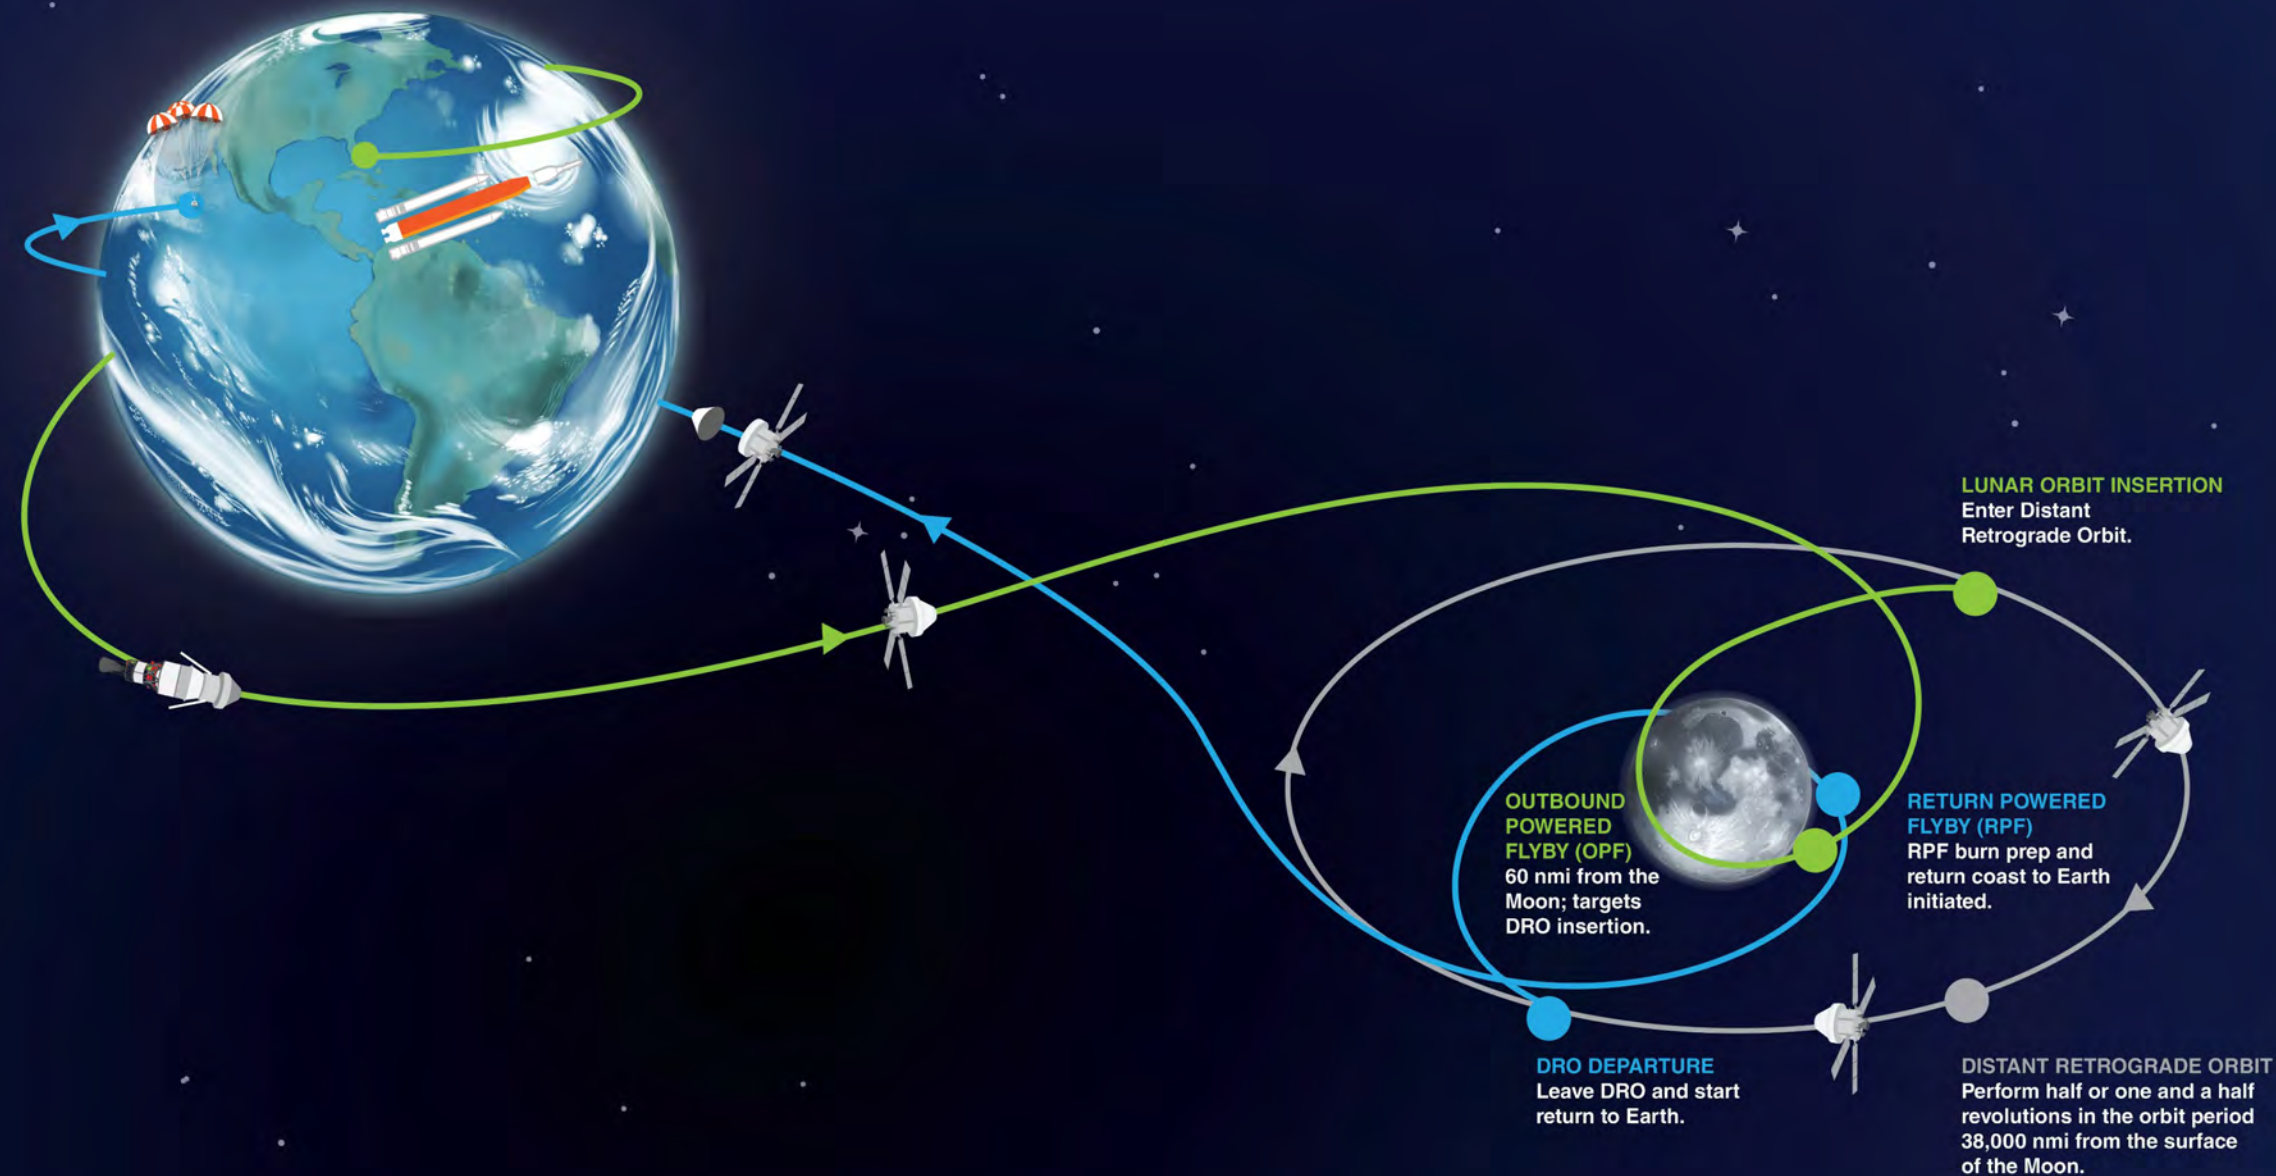 LUNAR ORBIT INSERTION
Enter Distant
Retrograde Orbit.
OUTBOUND
POWERED
FLYBY (OPF)
60 nmi from the
Moon; targets
DRO insertion.
RETURN POWERED
FLYBY (RPF)
RPF burn prep and
return coast to Earth
initiated.
DRO DEPARTURE
Leave DRO and start
return to Earth.
DISTANT RETROGRADE ORBIT
Perform half or one and a half
revolutions in the orbit period
38,000 nmi from the surface
of the Moon.